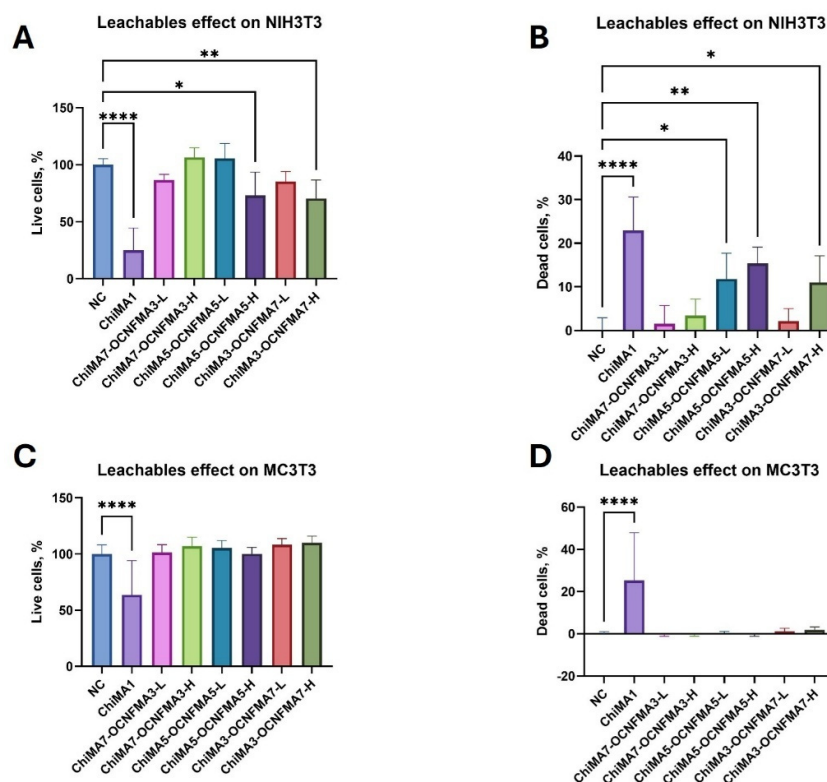 A
Leachables effect on NIH3T3
**
*
****
150
100
50
0
Live cells, %
NC
ChiMA1
ChiMA7-OCNFMA3-L
ChiMA7-OCNFMA3-H
ChiMA5-OCNFMA5-L
ChiMA5-OCNFMA5-H
ChiMA3-OCNFMA7-L
ChiMA3-OCNFMA7-H
B
Leachables effect on NIH3T3
*
**
*
****
40
30
20
10
0
Dead cells, %
NC
ChiMA1
ChiMA7-OCNFMA3-L
ChiMA7-OCNFMA3-H
ChiMA5-OCNFMA5-L
ChiMA5-OCNFMA5-H
ChiMA3-OCNFMA7-L
ChiMA3-OCNFMA7-H
C
Leachables effect on MC3T3
****
150
100
50
0
Live cells, %
NC
ChiMA1
ChiMA7-OCNFMA3-L
ChiMA7-OCNFMA3-H
ChiMA5-OCNFMA5-L
ChiMA5-OCNFMA5-H
ChiMA3-OCNFMA7-L
ChiMA3-OCNFMA7-H
D
Leachables effect on MC3T3
****
60
40
20
0
-20
Dead cells, %
NC
ChiMA1
ChiMA7-OCNFMA3-L
ChiMA7-OCNFMA3-H
ChiMA5-OCNFMA5-L
ChiMA5-OCNFMA5-H
ChiMA3-OCNFMA7-L
ChiMA3-OCNFMA7-H